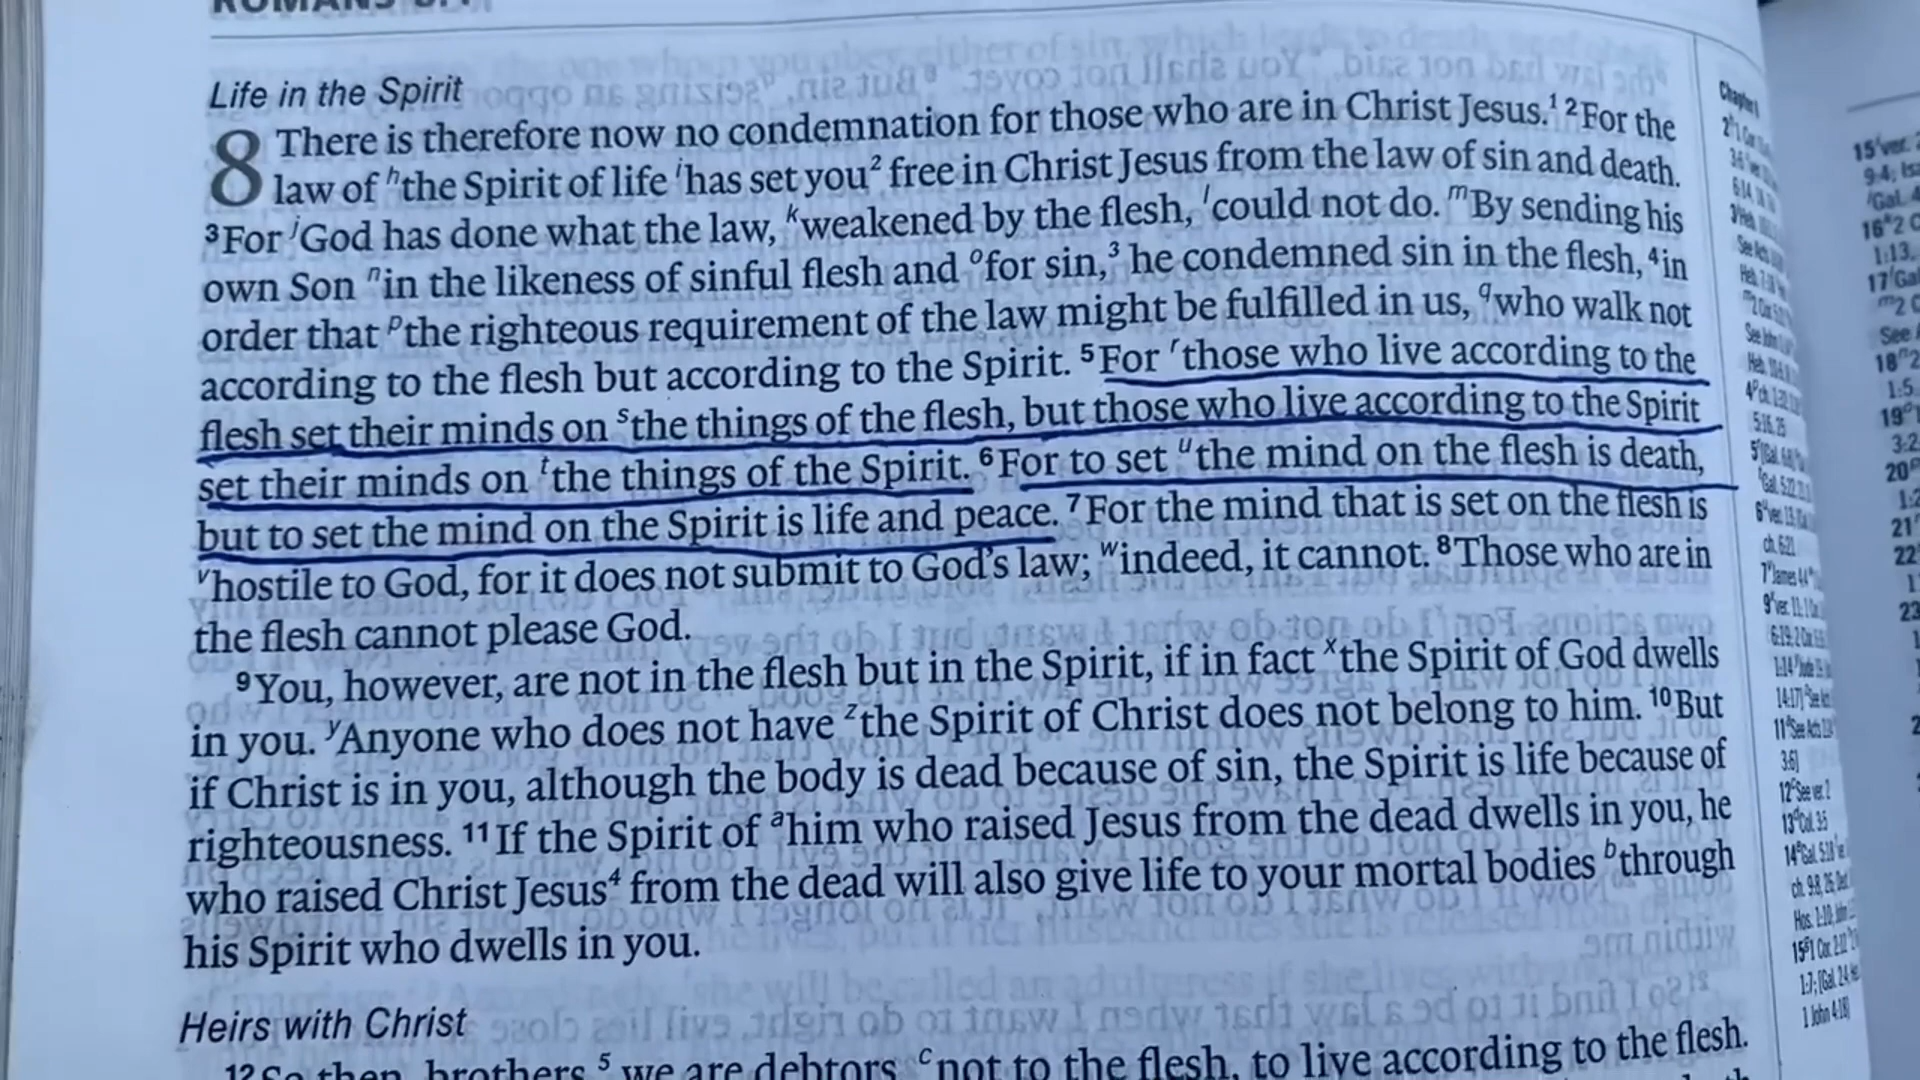 Life in the Spirit
8 There is therefore now no condemnation for those who are in Christ Jesus.¹ ²For the
law of ʰthe Spirit of life ⁱhas set you² free in Christ Jesus from the law of sin and death.
³For ʲGod has done what the law, ᵏweakened by the flesh, ˡcould not do. ᵐBy sending his
own Son ⁿin the likeness of sinful flesh and ᵒfor sin,³ he condemned sin in the flesh, ⁴in
order that ᵖthe righteous requirement of the law might be fulfilled in us, qwho walk not
according to the flesh but according to the Spirit. ⁵For ʳthose who live according to the
flesh set their minds on ˢthe things of the flesh, but those who live according to the Spirit
set their minds on ᵗthe things of the Spirit. ⁶For to set ᵘthe mind on the flesh is death,
but to set the mind on the Spirit is life and peace. ⁷For the mind that is set on the flesh is
ᵛhostile to God, for it does not submit to God's law; ʷindeed, it cannot. ⁸Those who are in
the flesh cannot please God.
⁹You, however, are not in the flesh but in the Spirit, if in fact ˣthe Spirit of God dwells
in you. ʸAnyone who does not have ᶻthe Spirit of Christ does not belong to him. ¹⁰But
if Christ is in you, although the body is dead because of sin, the Spirit is life because of
righteousness. ¹¹If the Spirit of ᵃhim who raised Jesus from the dead dwells in you, he
who raised Christ Jesus⁴ from the dead will also give life to your mortal bodies ᵇthrough
his Spirit who dwells in you.
Heirs with Christ
¹²So then, brothers,⁵ we are debtors, ᶜnot to the flesh, to live according to the flesh.